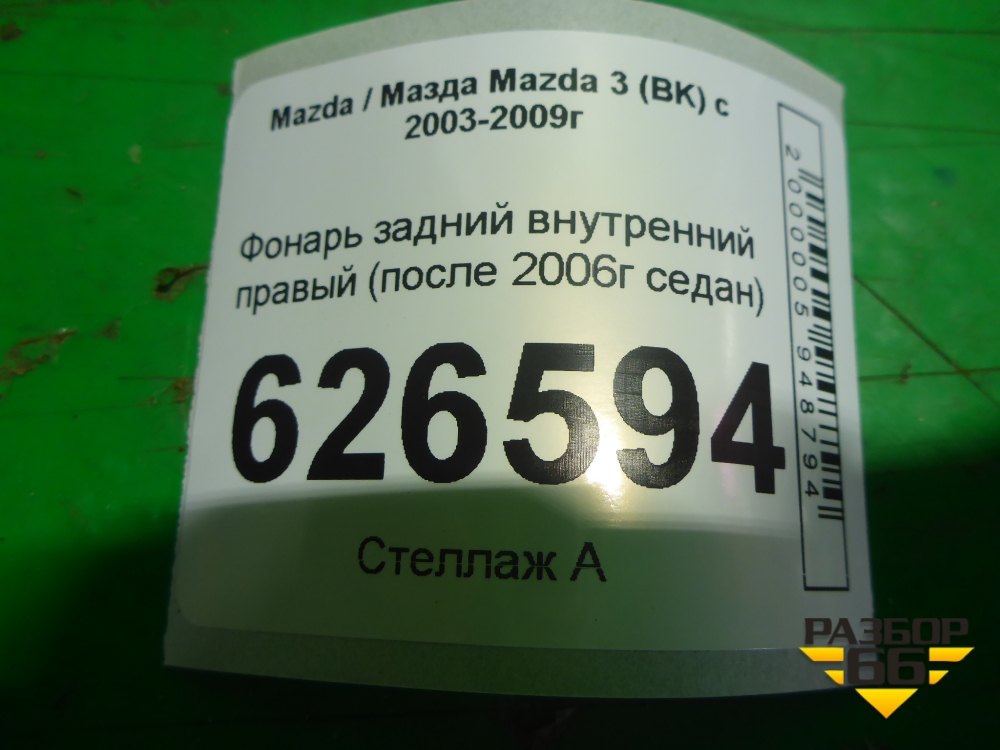 Mazda / Мазда Mazda 3 (BK) с
2003-2009г
Фонарь задний внутренний
правый (после 2006г седан)
626594
Стеллаж А
2000005948794
РАЗБОР
66